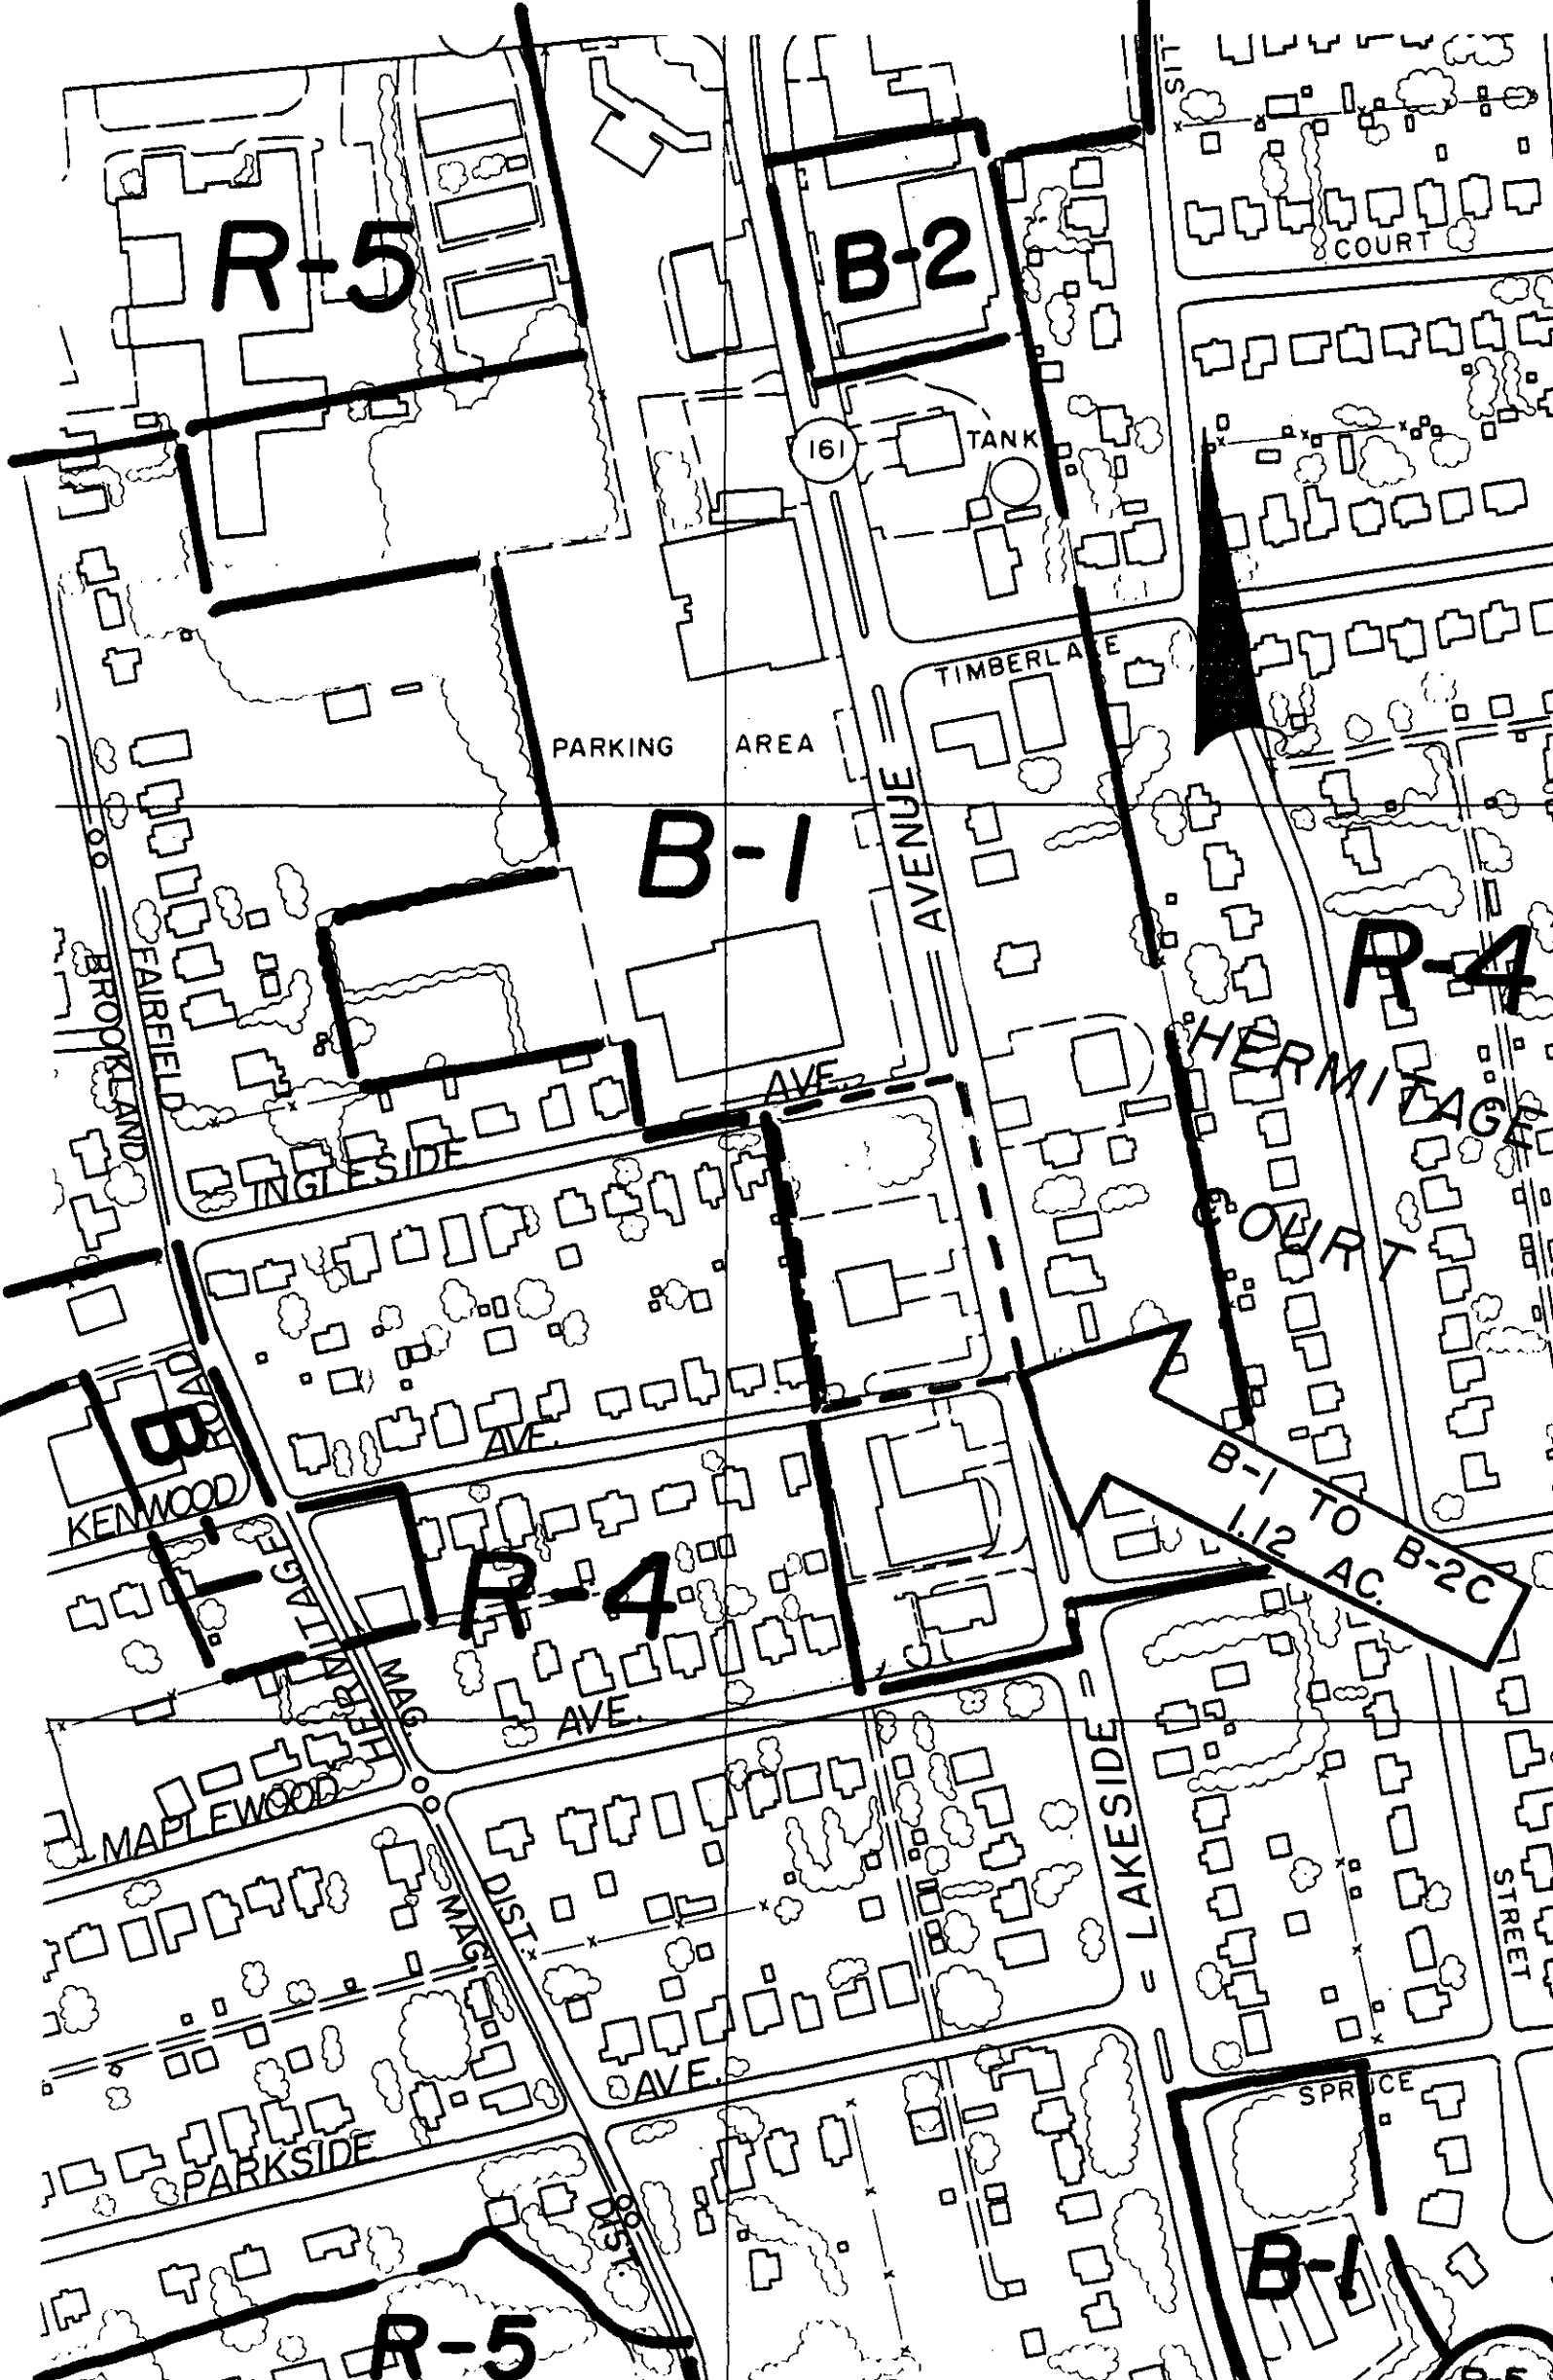 SIT
R-5
B-2
COURT
161
TANK
TIMBERLAKE
PARKING AREA
B-1
AVENUE
R-4
FAIRFIELD
BROOKLAND
HERMITAGE
COURT
AVE.
INGLESIDE
ROAD
B
AVE.
KENWOOD
B-1 TO B-2C
1.12 AC.
R-4
HERMITAGE
MAG.
AVE.
MAPLEWOOD
LAKESIDE
DIST.
MAG.
STREET
AVE.
SPRUCE
PARKSIDE
DIST.
B-1
R-5
R-5